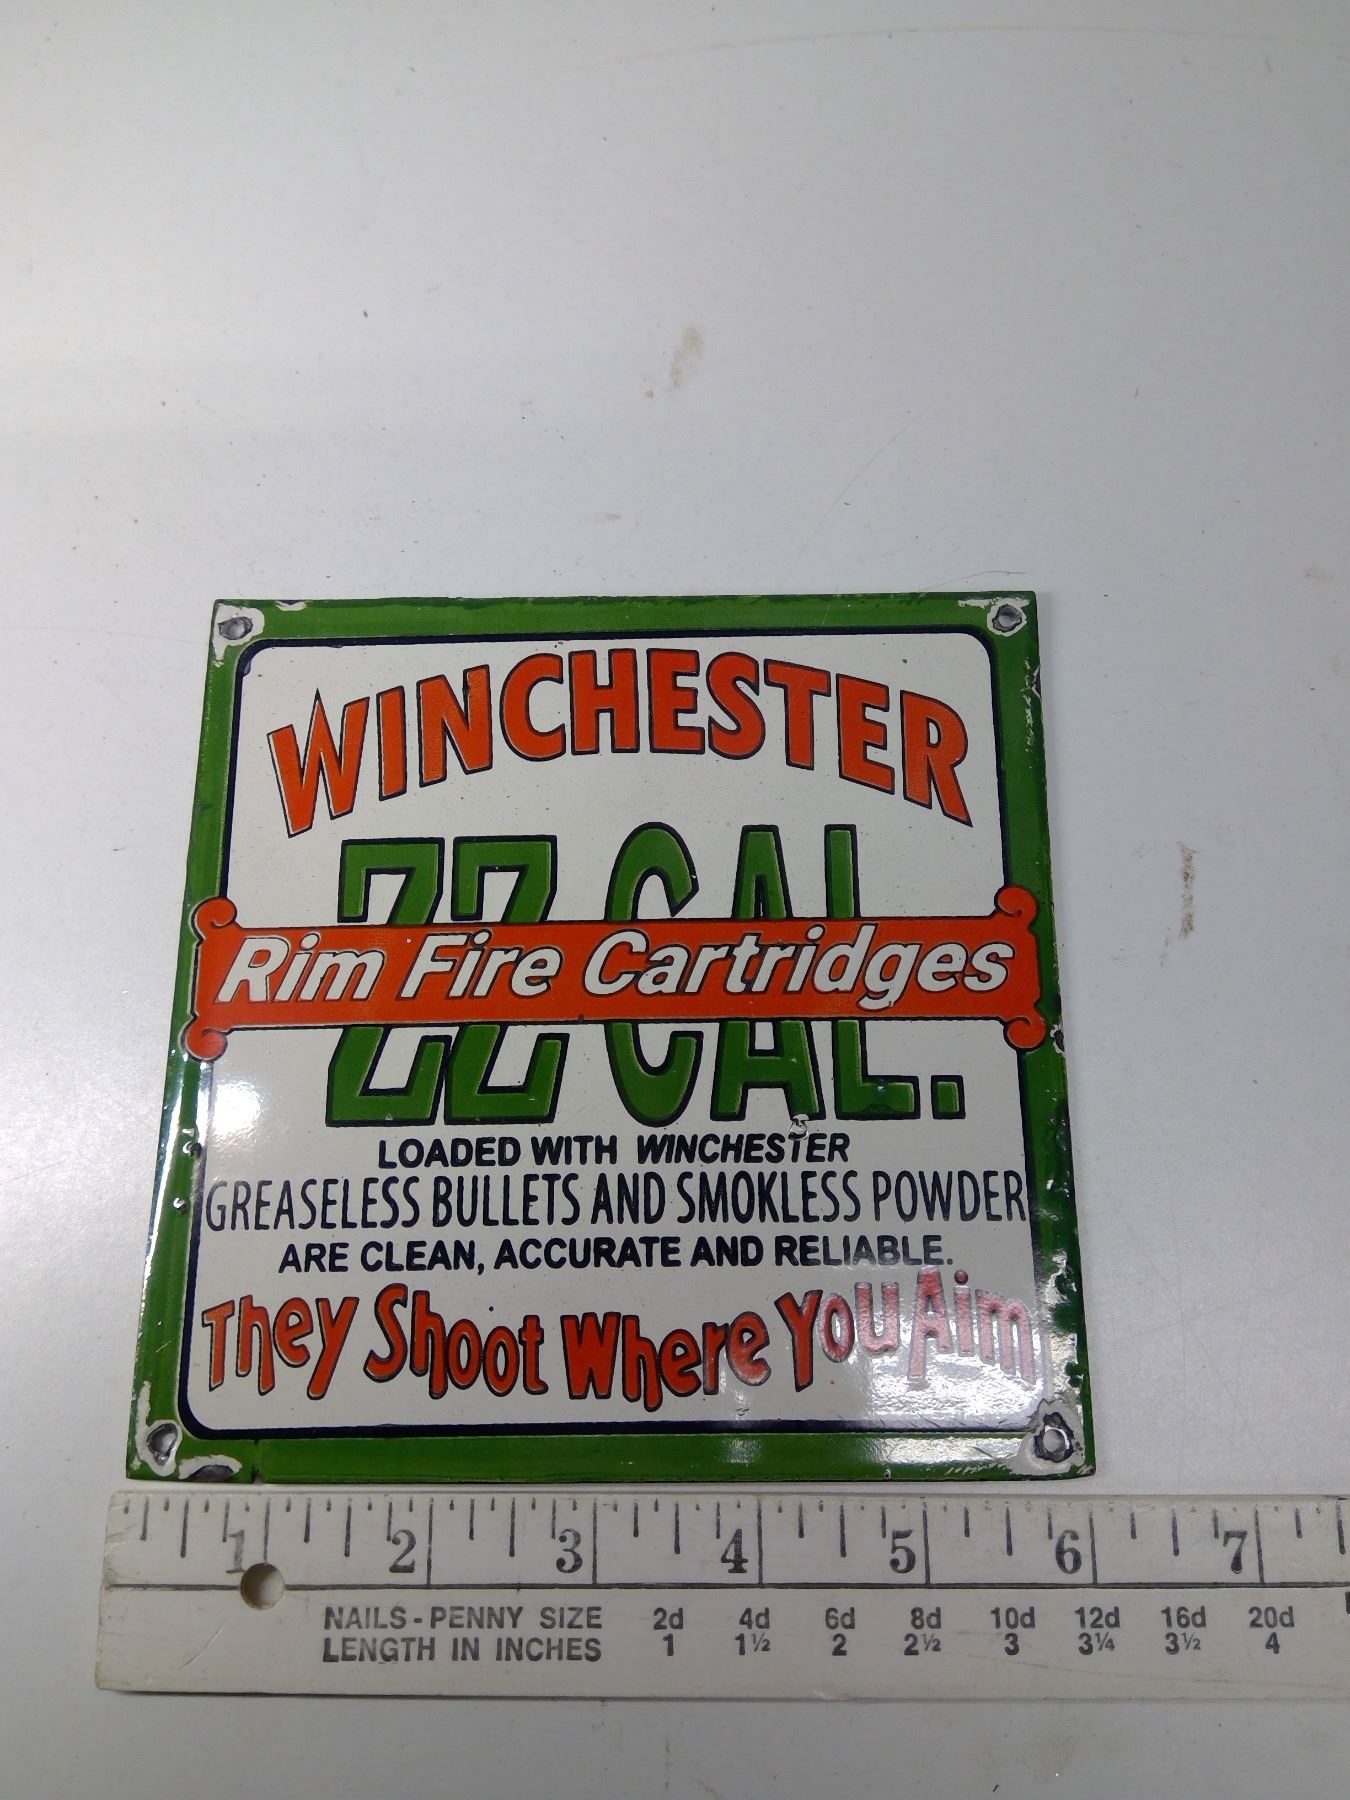 WINCHESTER
22 CAL.
Rim Fire Cartridges
LOADED WITH WINCHESTER
GREASELESS BULLETS AND SMOKLESS POWDER
ARE CLEAN, ACCURATE AND RELIABLE.
They Shoot Where You Aim
1 2 3 4 5 6 7
NAILS - PENNY SIZE 2d 4d 6d 8d 10d 12d 16d 20d
LENGTH IN INCHES 1 1½ 2 2½ 3 3¼ 3½ 4